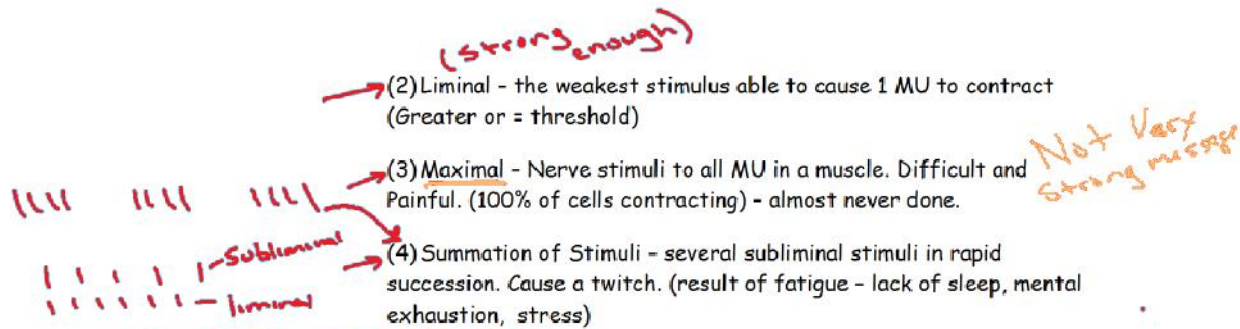 (strong enough)
(2) Liminal - the weakest stimulus able to cause 1 MU to contract
(Greater or = threshold)
Not Very
strong message
(3) Maximal - Nerve stimuli to all MU in a muscle. Difficult and
Painful. (100% of cells contracting) - almost never done.
(4) Summation of Stimuli - several subliminal stimuli in rapid
succession. Cause a twitch. (result of fatigue - lack of sleep, mental
exhaustion, stress)
Subliminal
liminal